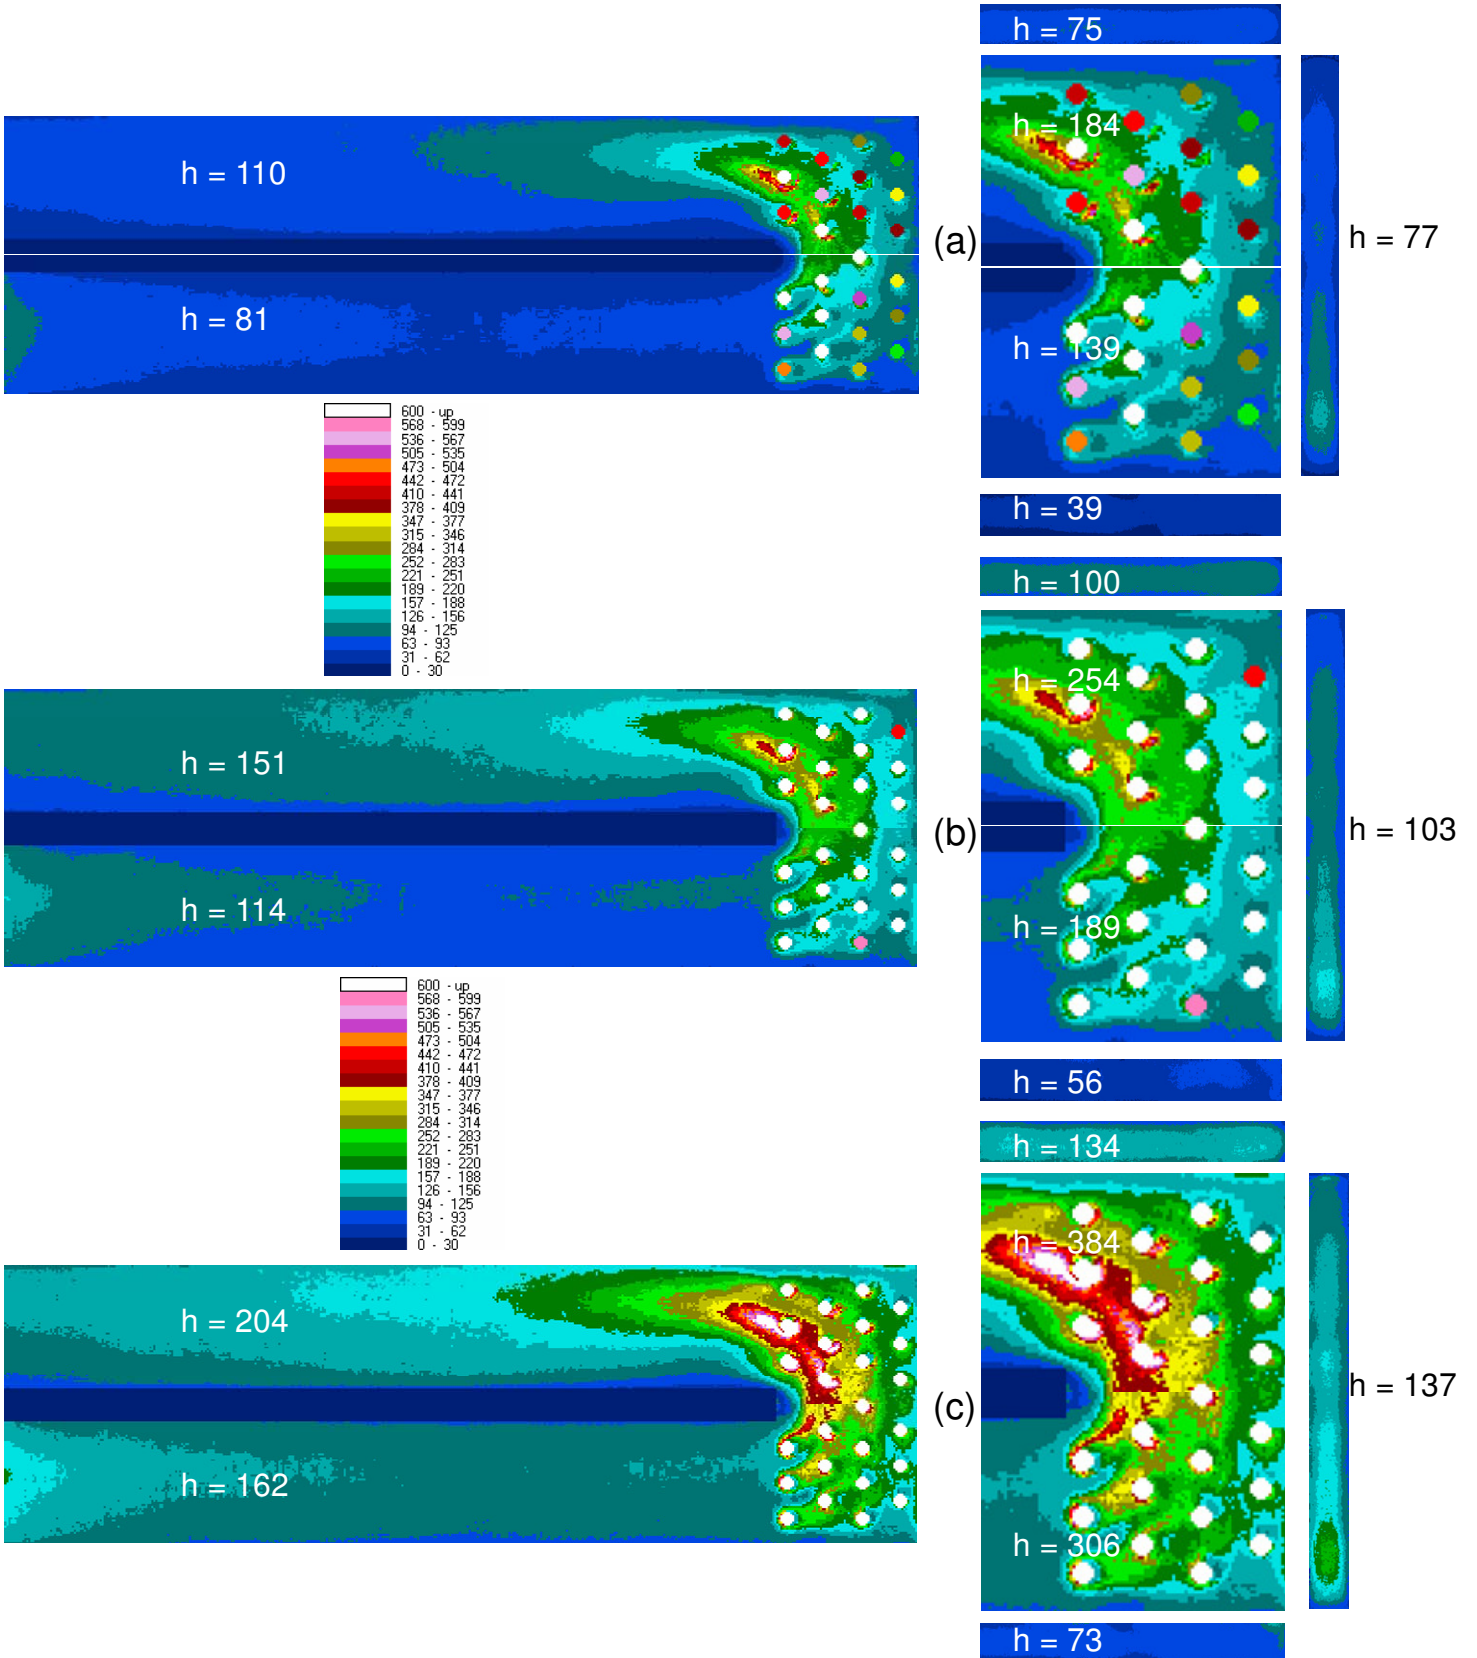 h = 75
h = 110
h = 184
(a)
h = 77
h = 81
h = 139
600 - up
568 - 599
536 - 567
505 - 535
473 - 504
442 - 472
410 - 441
378 - 409
347 - 377
315 - 346
284 - 314
252 - 283
221 - 251
189 - 220
157 - 188
126 - 156
94 - 125
63 - 93
31 - 62
0 - 30
h = 39
h = 100
h = 254
h = 151
(b)
h = 103
h = 114
h = 189
600 - up
568 - 599
536 - 567
505 - 535
473 - 504
442 - 472
410 - 441
378 - 409
347 - 377
315 - 346
284 - 314
252 - 283
221 - 251
189 - 220
157 - 188
126 - 156
94 - 125
63 - 93
31 - 62
0 - 30
h = 56
h = 134
h = 384
h = 204
(c)
h = 137
h = 162
h = 306
h = 73